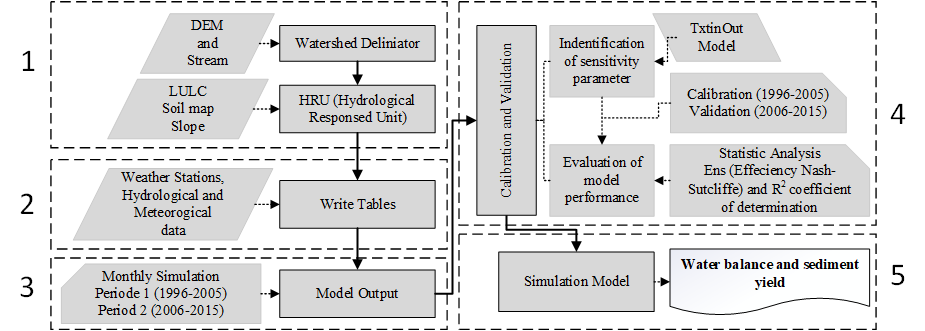 1
DEM
and
Stream
Watershed Deliniator
LULC
Soil map
Slope
HRU (Hydrological
Responsed Unit)
2
Weather Stations,
Hydrological and
Meteorogical
data
Write Tables
3
Monthly Simulation
Periode 1 (1996-2005)
Period 2 (2006-2015)
Model Output
Calibration and Validation
Indentification
of sensitivity
parameter
TxtinOut
Model
Calibration (1996-2005)
Validation (2006-2015)
4
Evaluation of
model
performance
Statistic Analysis
Ens (Effeciency Nash-
Sutcliffe) and R² coefficient
of determination
Simulation Model
Water balance and sediment
yield
5